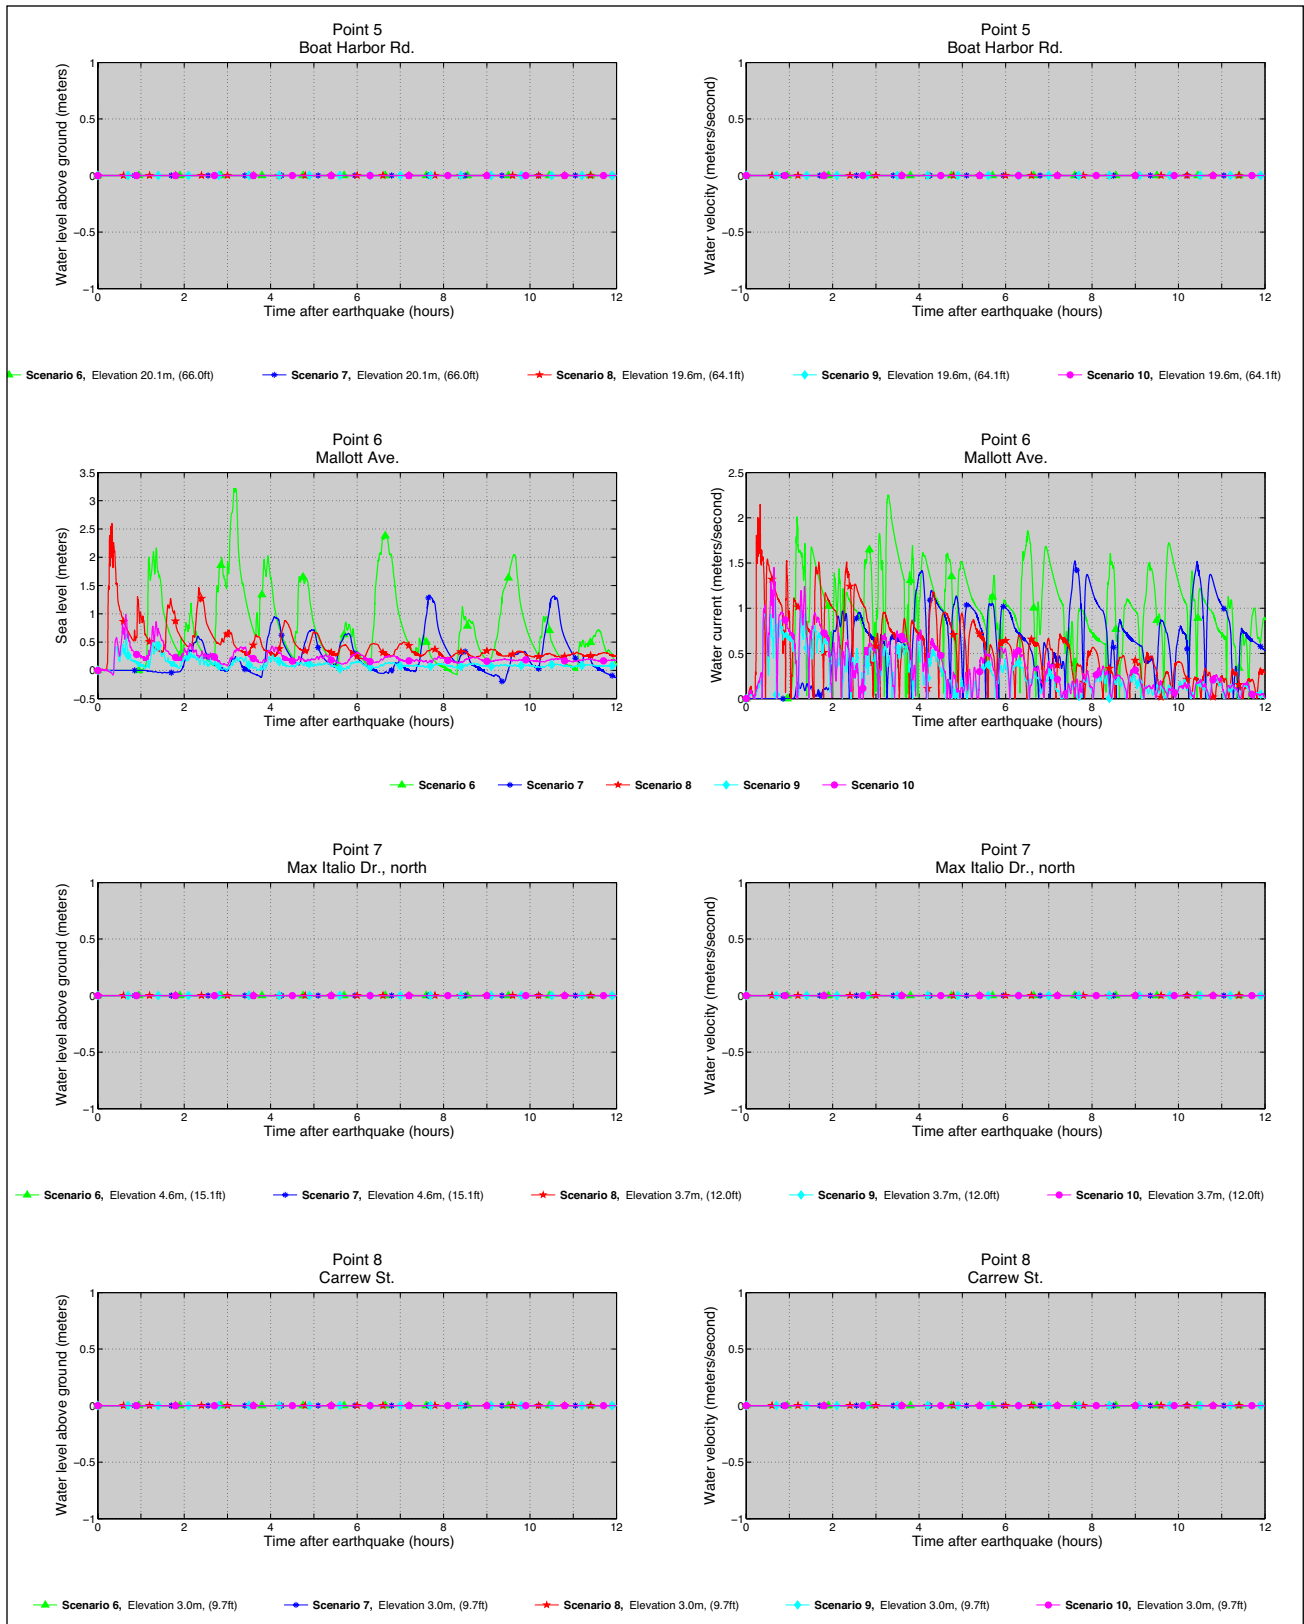 Point 5
Boat Harbor Rd.
Water level above ground (meters)
1
0.5
0
−0.5
−1
0 2 4 6 8 10 12
Time after earthquake (hours)
Point 5
Boat Harbor Rd.
Water velocity (meters/second)
1
0.5
0
−0.5
−1
0 2 4 6 8 10 12
Time after earthquake (hours)
Scenario 6, Elevation 20.1m, (66.0ft) Scenario 7, Elevation 20.1m, (66.0ft) Scenario 8, Elevation 19.6m, (64.1ft) Scenario 9, Elevation 19.6m, (64.1ft) Scenario 10, Elevation 19.6m, (64.1ft)
Point 6
Mallott Ave.
Sea level (meters)
3.5
3
2.5
2
1.5
1
0.5
0
−0.5
0 2 4 6 8 10 12
Time after earthquake (hours)
Point 6
Mallott Ave.
Water current (meters/second)
2.5
2
1.5
1
0.5
0
0 2 4 6 8 10 12
Time after earthquake (hours)
Scenario 6 Scenario 7 Scenario 8 Scenario 9 Scenario 10
Point 7
Max Italio Dr., north
Water level above ground (meters)
1
0.5
0
−0.5
−1
0 2 4 6 8 10 12
Time after earthquake (hours)
Point 7
Max Italio Dr., north
Water velocity (meters/second)
1
0.5
0
−0.5
−1
0 2 4 6 8 10 12
Time after earthquake (hours)
Scenario 6, Elevation 4.6m, (15.1ft) Scenario 7, Elevation 4.6m, (15.1ft) Scenario 8, Elevation 3.7m, (12.0ft) Scenario 9, Elevation 3.7m, (12.0ft) Scenario 10, Elevation 3.7m, (12.0ft)
Point 8
Carrew St.
Water level above ground (meters)
1
0.5
0
−0.5
−1
0 2 4 6 8 10 12
Time after earthquake (hours)
Point 8
Carrew St.
Water velocity (meters/second)
1
0.5
0
−0.5
−1
0 2 4 6 8 10 12
Time after earthquake (hours)
Scenario 6, Elevation 3.0m, (9.7ft) Scenario 7, Elevation 3.0m, (9.7ft) Scenario 8, Elevation 3.0m, (9.7ft) Scenario 9, Elevation 3.0m, (9.7ft) Scenario 10, Elevation 3.0m, (9.7ft)